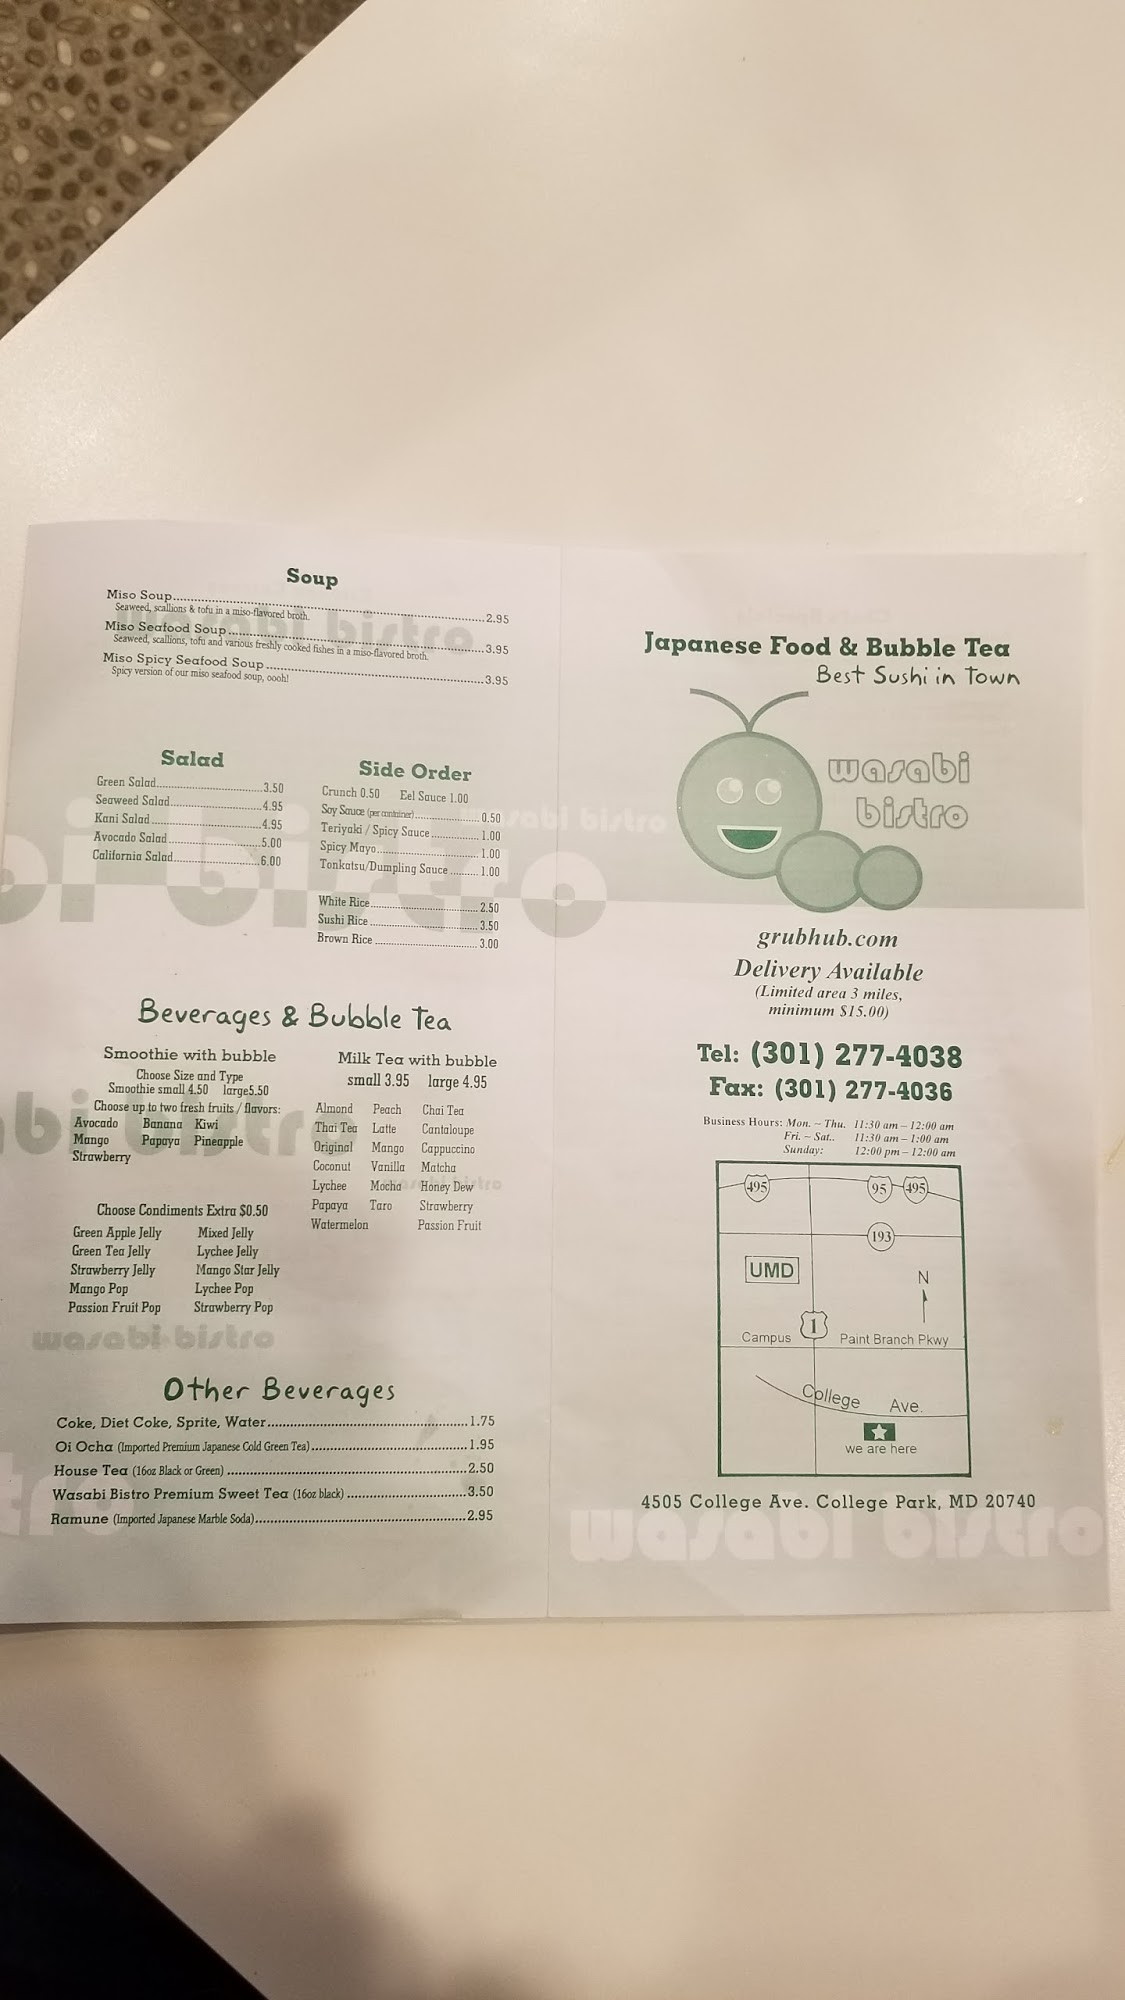 Soup
Miso Soup 2.95
Seaweed, scallions & tofu in a miso-flavored broth.
Miso Seafood Soup 3.95
Seaweed, scallions, tofu and various freshly cooked fishes in a miso-flavored broth.
Miso Spicy Seafood Soup 3.95
Spicy version of our miso seafood soup, oooh!
Salad
Green Salad 3.50
Seaweed Salad 4.95
Kani Salad 4.95
Avocado Salad 5.00
California Salad 6.00
Side Order
Crunch 0.50 Eel Sauce 1.00
Soy Sauce (per container) 0.50
Teriyaki / Spicy Sauce 1.00
Spicy Mayo 1.00
Tonkatsu/Dumpling Sauce 1.00
White Rice 2.50
Sushi Rice 3.50
Brown Rice 3.00
Beverages & Bubble Tea
Smoothie with bubble
Choose Size and Type
Smoothie small 4.50 large5.50
Choose up to two fresh fruits / flavors:
Avocado Banana Kiwi
Mango Papaya Pineapple
Strawberry
Choose Condiments Extra $0.50
Green Apple Jelly Mixed Jelly
Green Tea Jelly Lychee Jelly
Strawberry Jelly Mango Star Jelly
Mango Pop Lychee Pop
Passion Fruit Pop Strawberry Pop
Milk Tea with bubble
small 3.95 large 4.95
Almond Peach Chai Tea
Thai Tea Latte Cantaloupe
Original Mango Cappuccino
Coconut Vanilla Matcha
Lychee Mocha Honey Dew
Papaya Taro Strawberry
Watermelon Passion Fruit
wasabi bistro
Other Beverages
Coke, Diet Coke, Sprite, Water 1.75
Oi Ocha (Imported Premium Japanese Cold Green Tea) 1.95
House Tea (16oz Black or Green) 2.50
Wasabi Bistro Premium Sweet Tea (16oz black) 3.50
Ramune (Imported Japanese Marble Soda) 2.95
Japanese Food & Bubble Tea
Best Sushi in Town
wasabi
bistro
grubhub.com
Delivery Available
(Limited area 3 miles,
minimum $15.00)
Tel: (301) 277-4038
Fax: (301) 277-4036
Business Hours: Mon. ~ Thu. 11:30 am – 12:00 am
Fri. ~ Sat.. 11:30 am – 1:00 am
Sunday: 12:00 pm – 12:00 am
495 95 495
193
UMD
N
1
Campus Paint Branch Pkwy
College Ave.
we are here
4505 College Ave. College Park, MD 20740
wasabi bistro